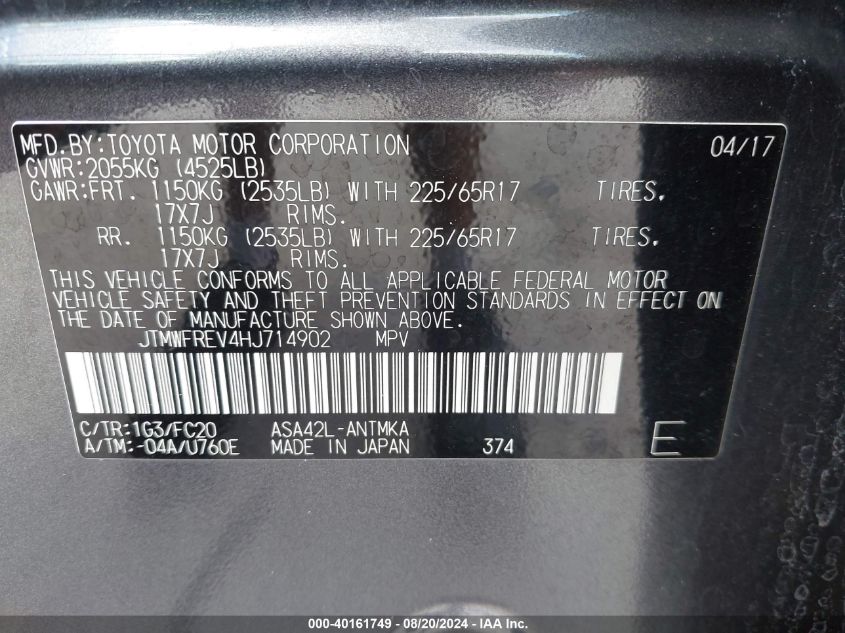 MFD.BY:TOYOTA MOTOR CORPORATION 04/17
GVWR:2055KG (4525LB)
GAWR:FRT. 1150KG (2535LB) WITH 225/65R17 TIRES.
17X7J RIMS.
RR. 1150KG (2535LB) WITH 225/65R17 TIRES.
17X7J RIMS.
THIS VEHICLE CONFORMS TO ALL APPLICABLE FEDERAL MOTOR
VEHICLE SAFETY AND THEFT PREVENTION STANDARDS IN EFFECT ON
THE DATE OF MANUFACTURE SHOWN ABOVE.
JTMWFREV4HJ714902 MPV
C/TR:1G3/FC20 ASA42L-ANTMKA
A/TM:-04A/U760E MADE IN JAPAN 374 E
000-40161749 | 08/20/2024 | IAA Inc.